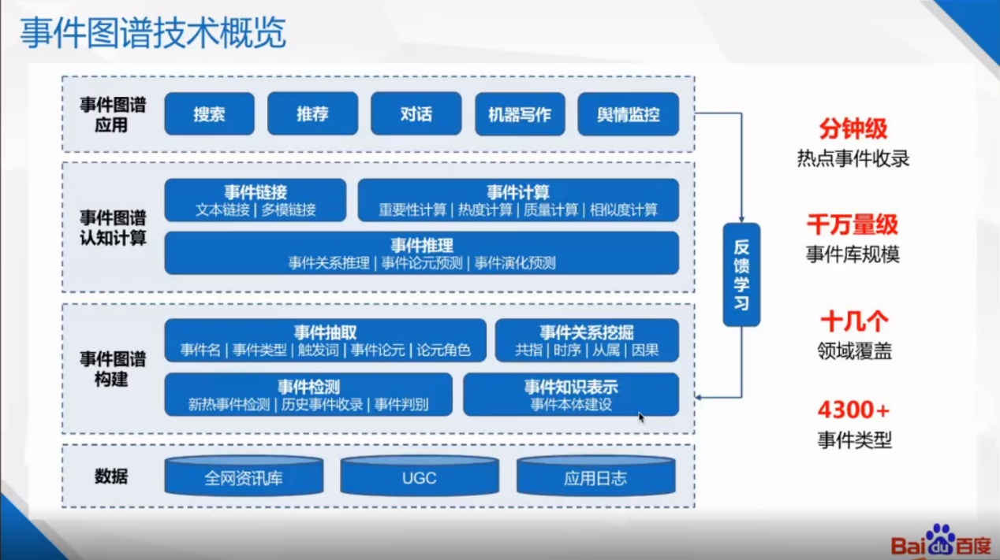 事件图谱技术概览
事件图谱
应用
搜索
推荐
对话
机器写作
舆情监控
事件图谱
认知计算
事件链接
文本链接 | 多模链接
事件计算
重要性计算 | 热度计算 | 质量计算 | 相似度计算
事件推理
事件关系推理 | 事件论元预测 | 事件演化预测
事件图谱
构建
事件抽取
事件名 | 事件类型 | 触发词 | 事件论元 | 论元角色
事件关系挖掘
共指 | 时序 | 从属 | 因果
事件检测
新热事件检测 | 历史事件收录 | 事件判别
事件知识表示
事件本体建设
数据
全网资讯库
UGC
应用日志
反馈学习
分钟级
热点事件收录
千万量级
事件库规模
十几个
领域覆盖
4300+
事件类型
Bai du 百度